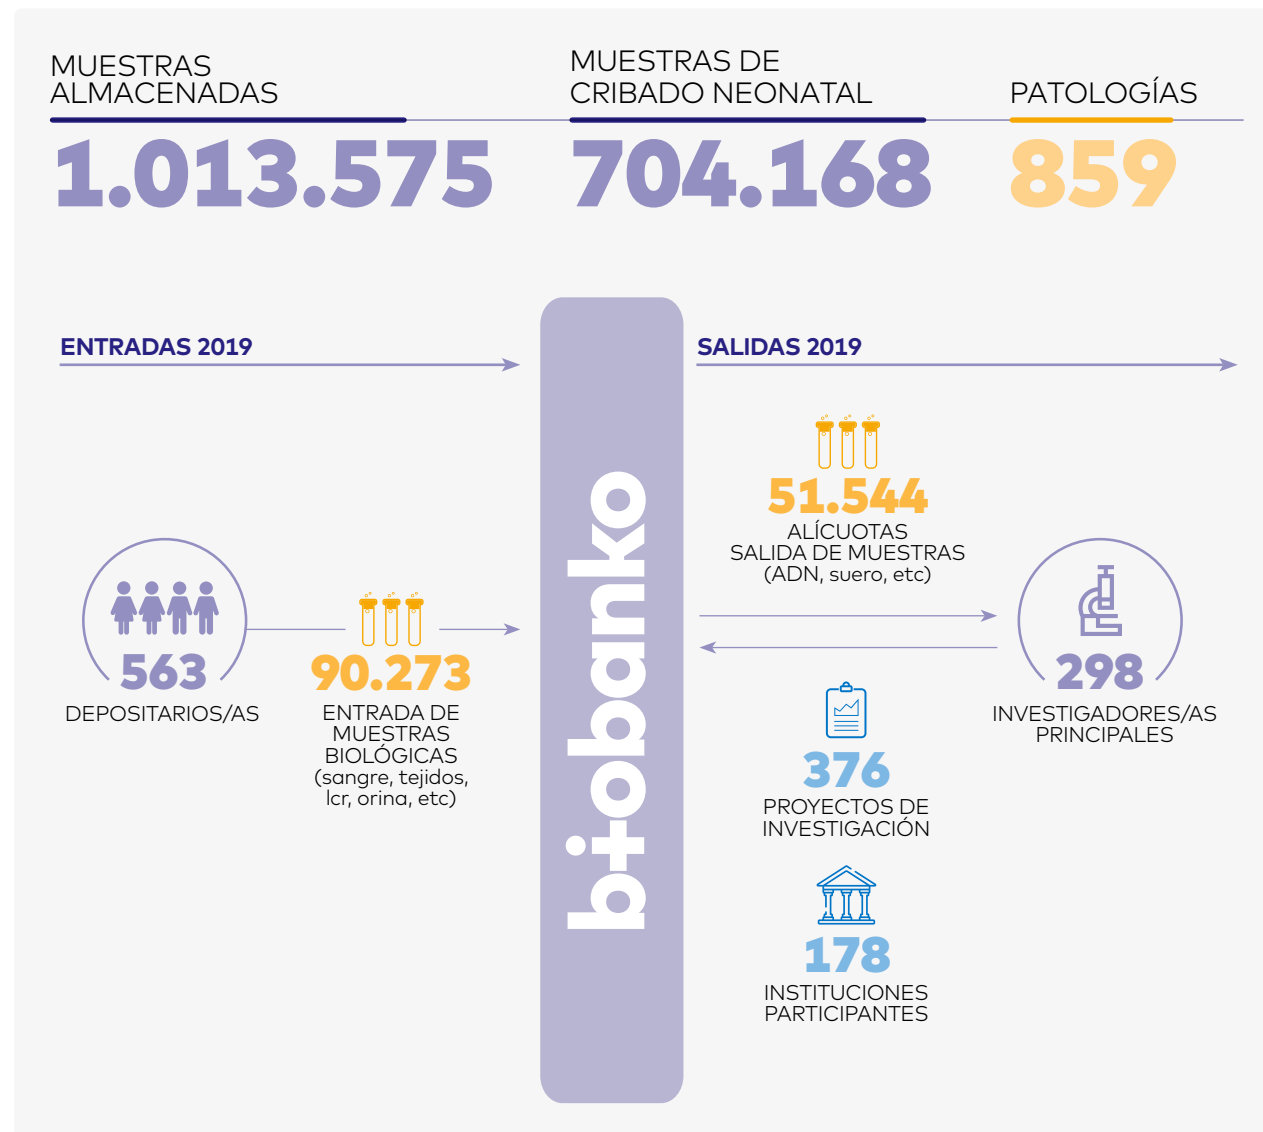 MUESTRAS
ALMACENADAS
1.013.575
MUESTRAS DE
CRIBADO NEONATAL
704.168
PATOLOGÍAS
859
ENTRADAS 2019
563
DEPOSITARIOS/AS
90.273
ENTRADA DE
MUESTRAS
BIOLÓGICAS
(sangre, tejidos,
lcr, orina, etc)
biobanko
SALIDAS 2019
51.544
ALÍCUOTAS
SALIDA DE MUESTRAS
(ADN, suero, etc)
298
INVESTIGADORES/AS
PRINCIPALES
376
PROYECTOS DE
INVESTIGACIÓN
178
INSTITUCIONES
PARTICIPANTES